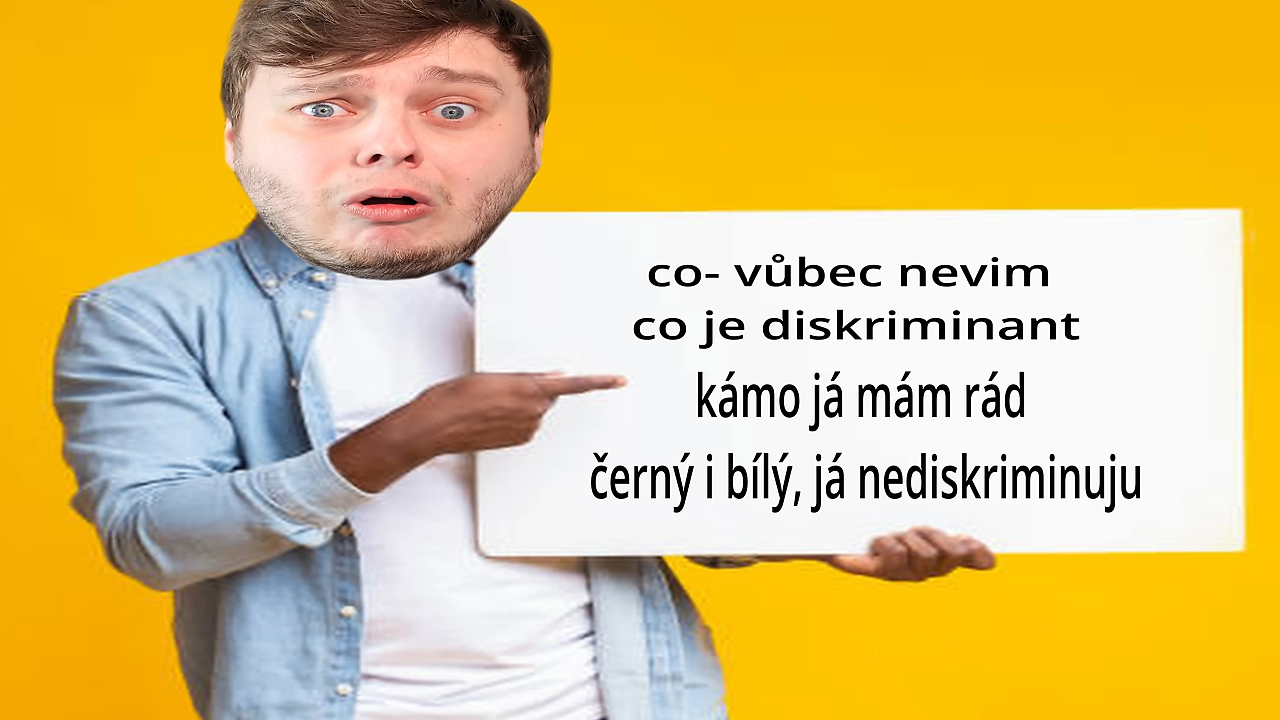 co- vůbec nevim
co je diskriminant
kámo já mám rád
černý i bílý, já nediskriminuju